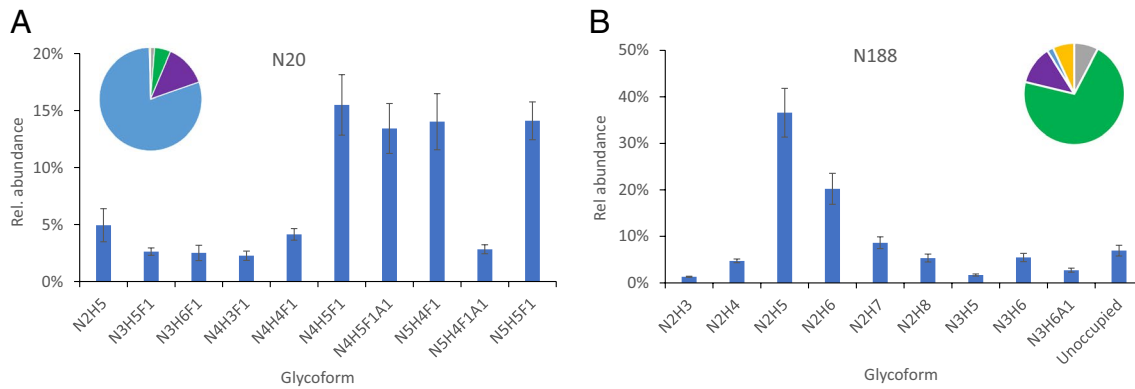 A
N20
20%
15%
10%
5%
0%
Rel. abundance
N2H5
N3H5F1
N3H6F1
N4H3F1
N4H4F1
N4H5F1
N4H5F1A1
N5H4F1
N5H4F1A1
N5H5F1
Glycoform
B
N188
50%
40%
30%
20%
10%
0%
Rel abundance
N2H3
N2H4
N2H5
N2H6
N2H7
N2H8
N3H5
N3H6
N3H6A1
Unoccupied
Glycoform